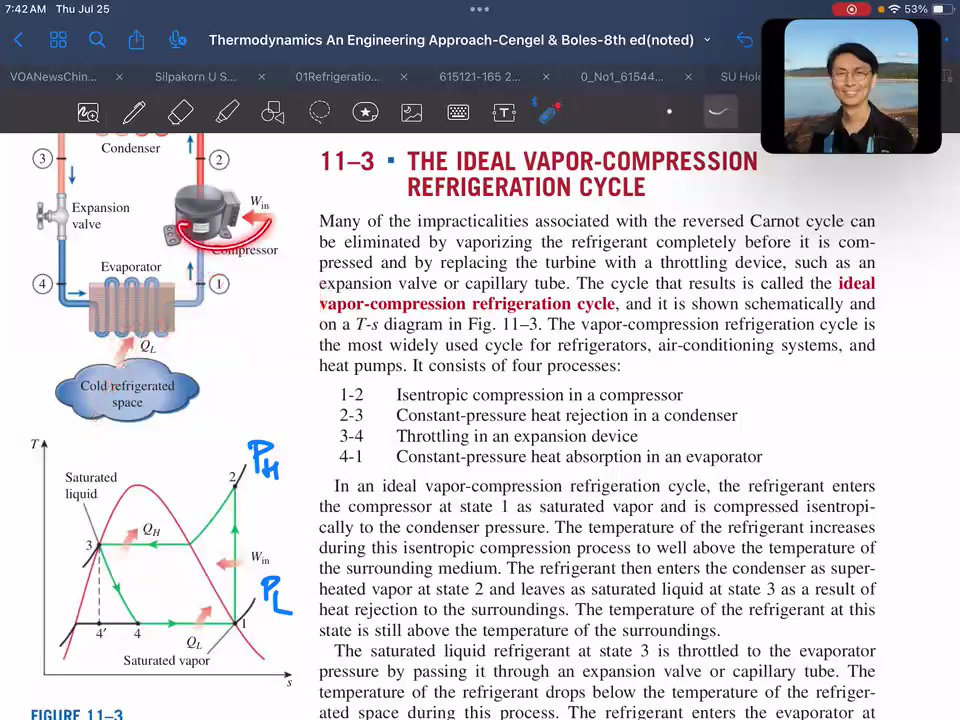 7:42 AM Thu Jul 25
53%
Thermodynamics An Engineering Approach-Cengel & Boles-8th ed(noted)
VOANewsChin...
Silpakorn U S...
01Refrigeratio...
615121-165 2...
0_No1_61544...
SU Hol
Condenser
3
2
Expansion
valve
Win
Compressor
Evaporator
4
1
QL
Cold refrigerated
space
T
Saturated
liquid
PH
2
QH
3
Win
PL
4'
4
1
QL
Saturated vapor
s
FIGURE 11–3
11–3 ▪ THE IDEAL VAPOR-COMPRESSION
REFRIGERATION CYCLE
Many of the impracticalities associated with the reversed Carnot cycle can
be eliminated by vaporizing the refrigerant completely before it is com-
pressed and by replacing the turbine with a throttling device, such as an
expansion valve or capillary tube. The cycle that results is called the ideal
vapor-compression refrigeration cycle, and it is shown schematically and
on a T-s diagram in Fig. 11–3. The vapor-compression refrigeration cycle is
the most widely used cycle for refrigerators, air-conditioning systems, and
heat pumps. It consists of four processes:
1-2 Isentropic compression in a compressor
2-3 Constant-pressure heat rejection in a condenser
3-4 Throttling in an expansion device
4-1 Constant-pressure heat absorption in an evaporator
In an ideal vapor-compression refrigeration cycle, the refrigerant enters
the compressor at state 1 as saturated vapor and is compressed isentropi-
cally to the condenser pressure. The temperature of the refrigerant increases
during this isentropic compression process to well above the temperature of
the surrounding medium. The refrigerant then enters the condenser as super-
heated vapor at state 2 and leaves as saturated liquid at state 3 as a result of
heat rejection to the surroundings. The temperature of the refrigerant at this
state is still above the temperature of the surroundings.
The saturated liquid refrigerant at state 3 is throttled to the evaporator
pressure by passing it through an expansion valve or capillary tube. The
temperature of the refrigerant drops below the temperature of the refriger-
ated space during this process. The refrigerant enters the evaporator at